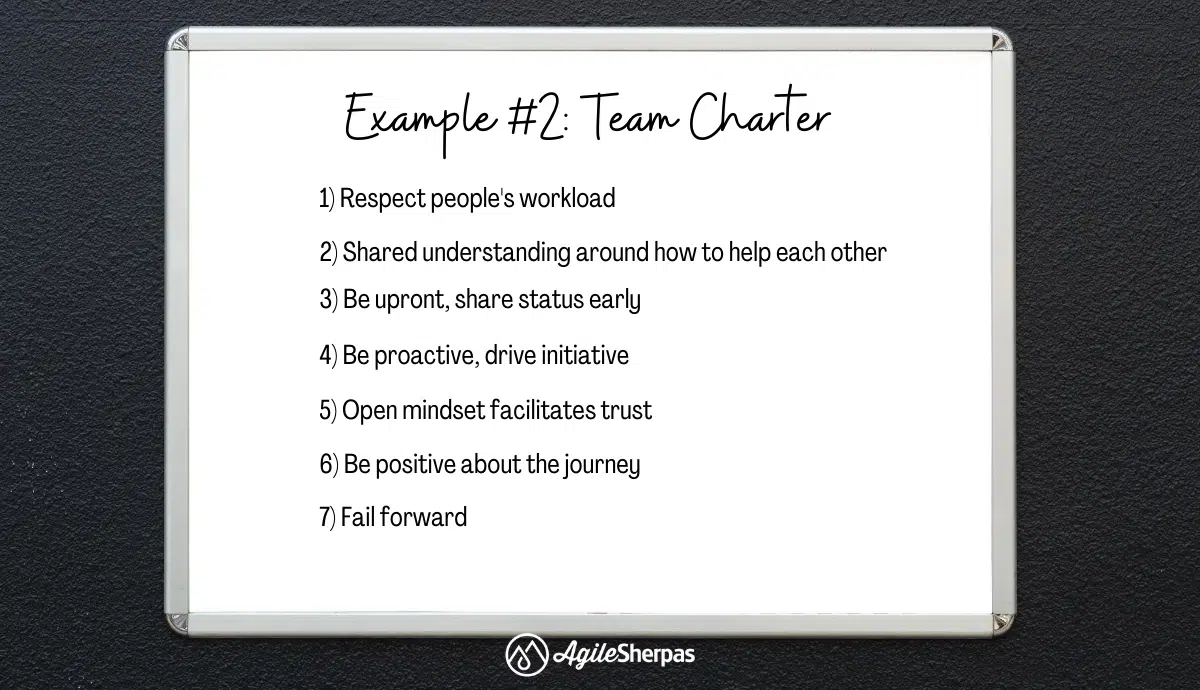 Example #2: Team Charter
1) Respect people's workload
2) Shared understanding around how to help each other
3) Be upront, share status early
4) Be proactive, drive initiative
5) Open mindset facilitates trust
6) Be positive about the journey
7) Fail forward
AgileSherpas